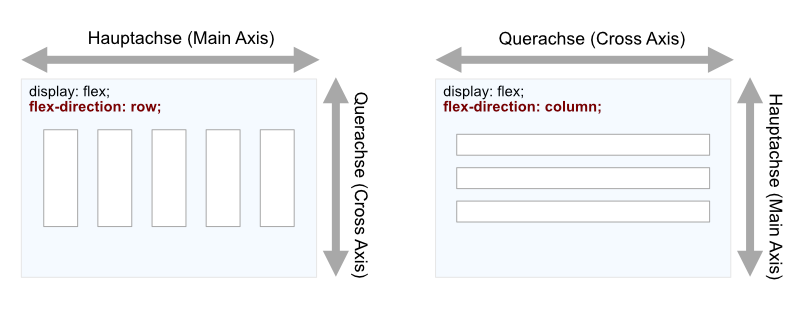 Hauptachse (Main Axis)
display: flex;
flex-direction: row;
Querachse (Cross Axis)
Querachse (Cross Axis)
display: flex;
flex-direction: column;
Hauptachse (Main Axis)